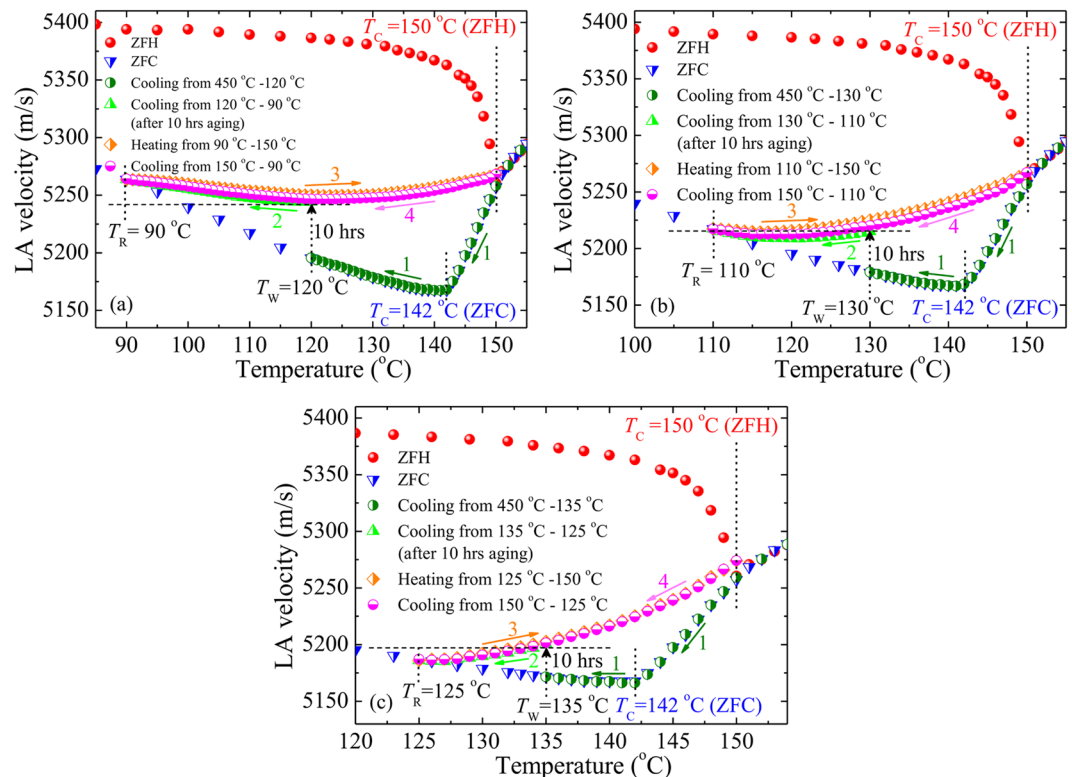 T_C=150 °C (ZFH)
ZFH
ZFC
Cooling from 450 °C -120 °C
Cooling from 120 °C - 90 °C
(after 10 hrs aging)
Heating from 90 °C -150 °C
Cooling from 150 °C - 90 °C
3
2
4
1
1
10 hrs
T_R= 90 °C
T_W=120 °C
T_C=142 °C (ZFC)
(a)
LA velocity (m/s)
5400
5350
5300
5250
5200
5150
90 100 110 120 130 140 150
Temperature (°C)
T_C=150 °C (ZFH)
ZFH
ZFC
Cooling from 450 °C -130 °C
Cooling from 130 °C - 110 °C
(after 10 hrs aging)
Heating from 110 °C -150 °C
Cooling from 150 °C -110 °C
3
2
4
1
1
10 hrs
T_R= 110 °C
T_W=130 °C
T_C=142 °C (ZFC)
(b)
LA velocity (m/s)
5400
5350
5300
5250
5200
5150
100 110 120 130 140 150
Temperature (°C)
T_C =150 °C (ZFH)
ZFH
ZFC
Cooling from 450 °C -135 °C
Cooling from 135 °C - 125 °C
(after 10 hrs aging)
Heating from 125 °C -150 °C
Cooling from 150 °C - 125 °C
4
3
2
1
1
10 hrs
T_R=125 °C
T_W=135 °C
T_C=142 °C (ZFC)
(c)
LA velocity (m/s)
5400
5350
5300
5250
5200
5150
120 125 130 135 140 145 150
Temperature (°C)